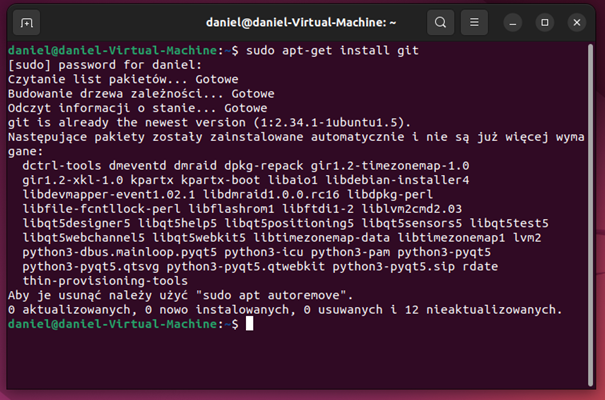 daniel@daniel-Virtual-Machine: ~
daniel@daniel-Virtual-Machine:~$ sudo apt-get install git
[sudo] password for daniel:
Czytanie list pakietów... Gotowe
Budowanie drzewa zależności... Gotowe
Odczyt informacji o stanie... Gotowe
git is already the newest version (1:2.34.1-1ubuntu1.5).
Następujące pakiety zostały zainstalowane automatycznie i nie są już więcej wyma
gane:
  dctrl-tools dmeventd dmraid dpkg-repack gir1.2-timezonemap-1.0
  gir1.2-xkl-1.0 kpartx kpartx-boot libaio1 libdebian-installer4
  libdevmapper-event1.02.1 libdmraid1.0.0.rc16 libdpkg-perl
  libfile-fcntllock-perl libflashrom1 libftdi1-2 liblvm2cmd2.03
  libqt5designer5 libqt5help5 libqt5positioning5 libqt5sensors5 libqt5test5
  libqt5webchannel5 libqt5webkit5 libtimezonemap-data libtimezonemap1 lvm2
  python3-dbus.mainloop.pyqt5 python3-icu python3-pam python3-pyqt5
  python3-pyqt5.qtsvg python3-pyqt5.qtwebkit python3-pyqt5.sip rdate
  thin-provisioning-tools
Aby je usunąć należy użyć "sudo apt autoremove".
0 aktualizowanych, 0 nowo instalowanych, 0 usuwanych i 12 nieaktualizowanych.
daniel@daniel-Virtual-Machine:~$